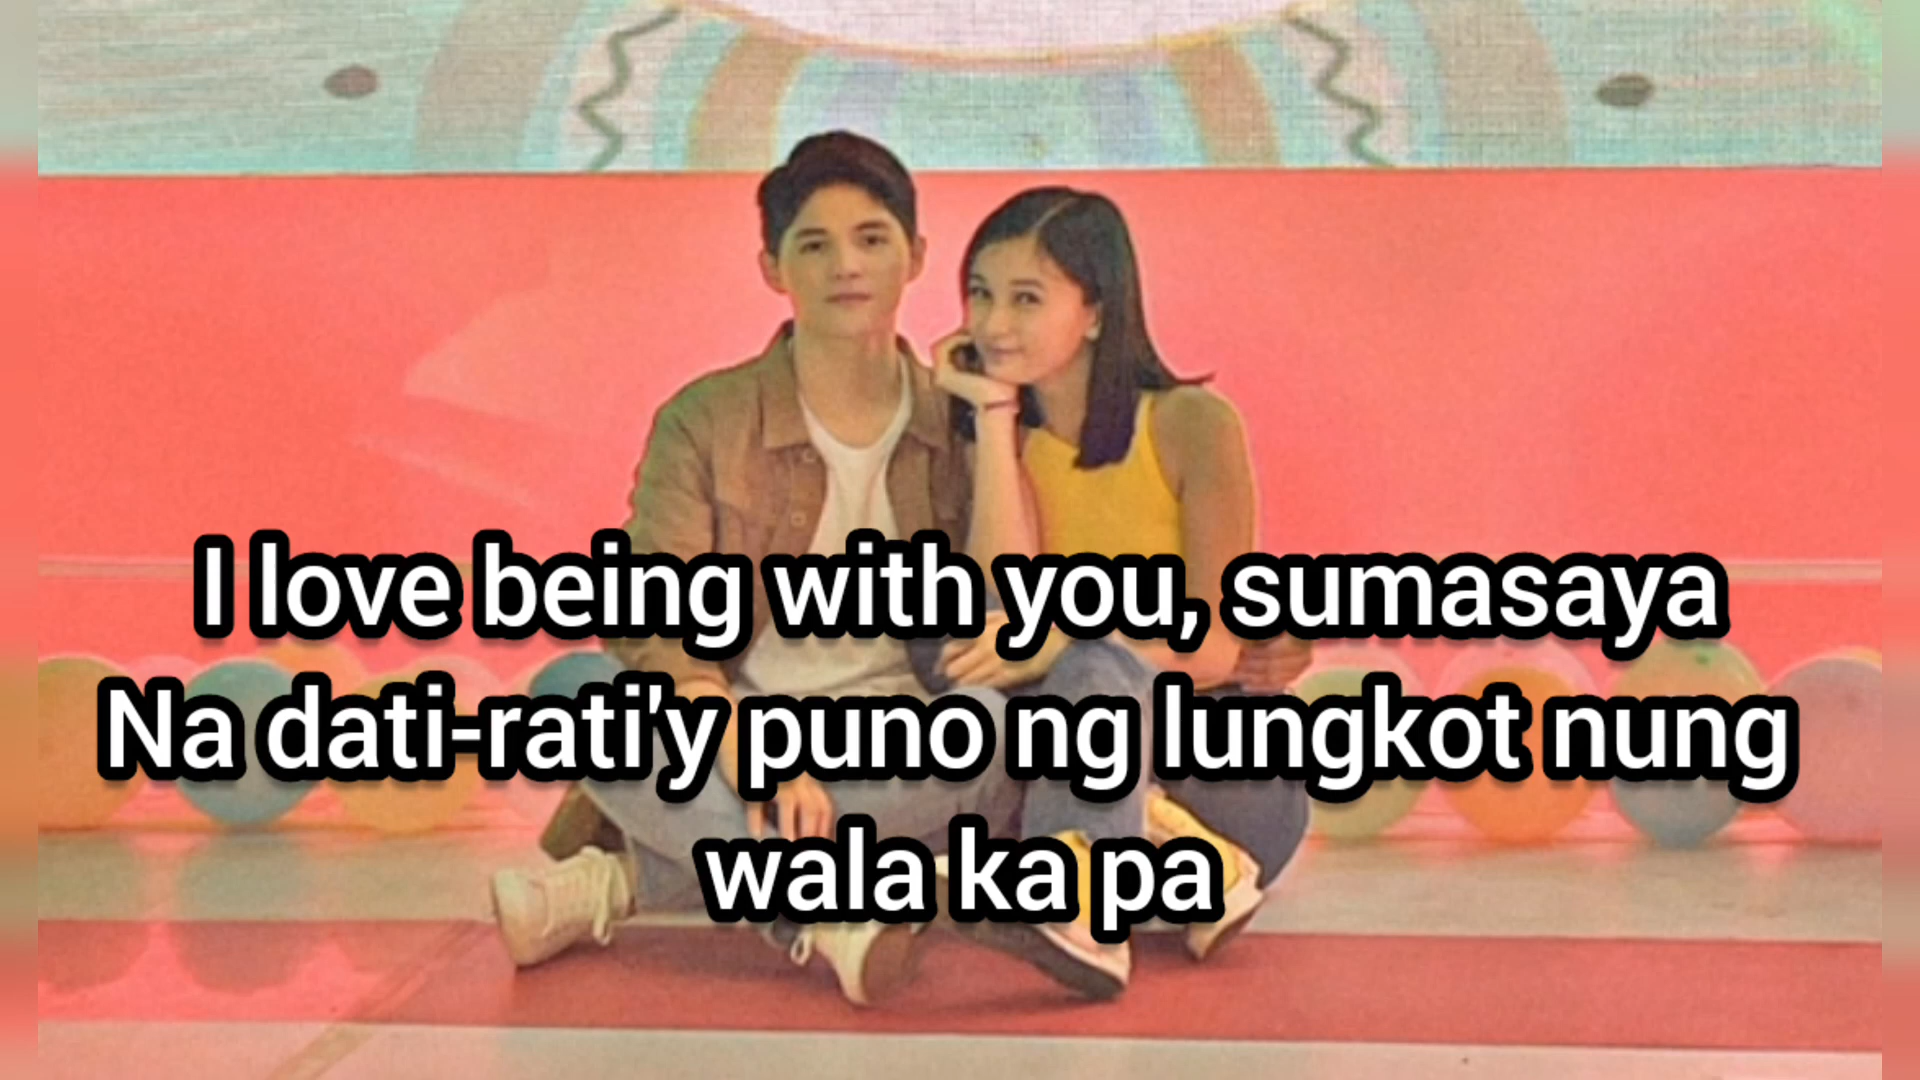 I love being with you, sumasaya
Na dati-rati'y puno ng lungkot nung
wala ka pa